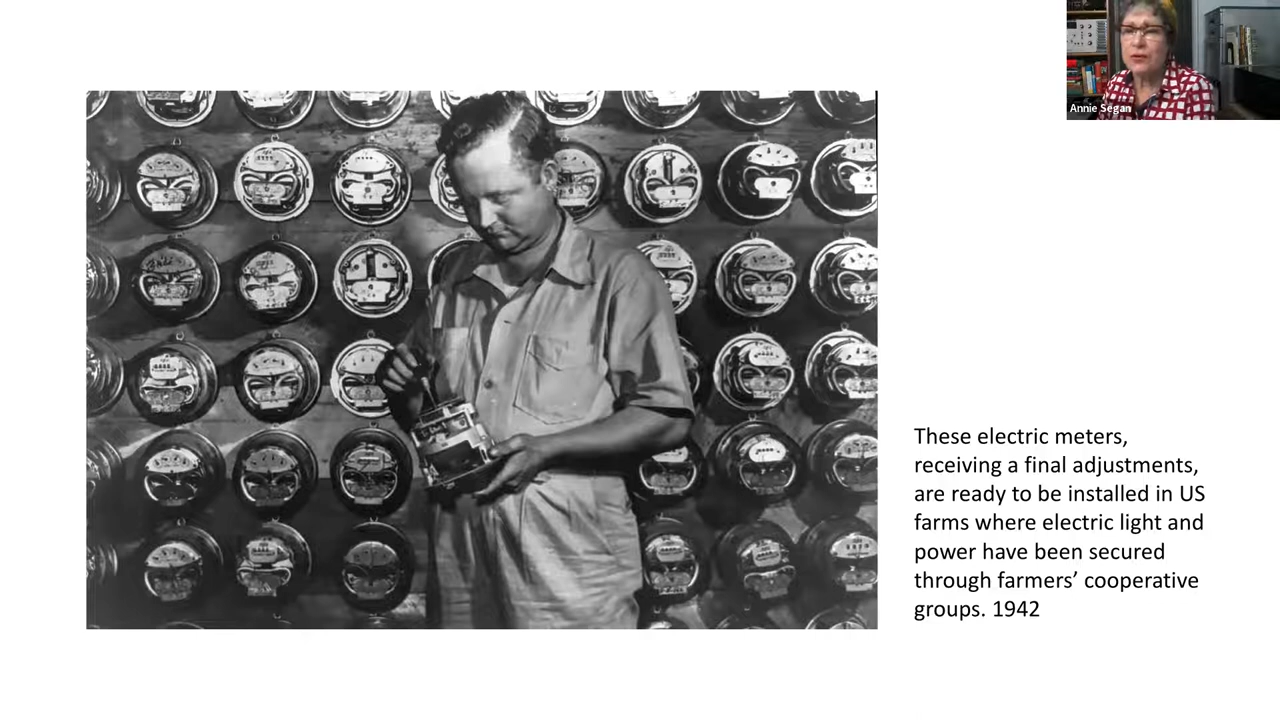 Annie Segan
These electric meters,
receiving a final adjustments,
are ready to be installed in US
farms where electric light and
power have been secured
through farmers’ cooperative
groups. 1942